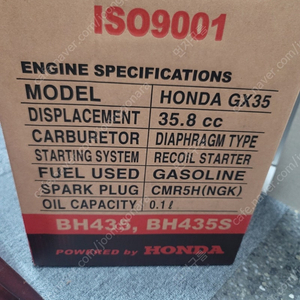 ISO9001
ENGINE SPECIFICATIONS
MODEL HONDA GX35
DISPLACEMENT 35.8 cc
CARBURETOR DIAPHRAGM TYPE
STARTING SYSTEM RECOIL STARTER
FUEL USED GASOLINE
SPARK PLUG CMR5H(NGK)
OIL CAPACITY 0.1ℓ
BH435, BH435S
POWERED by HONDA